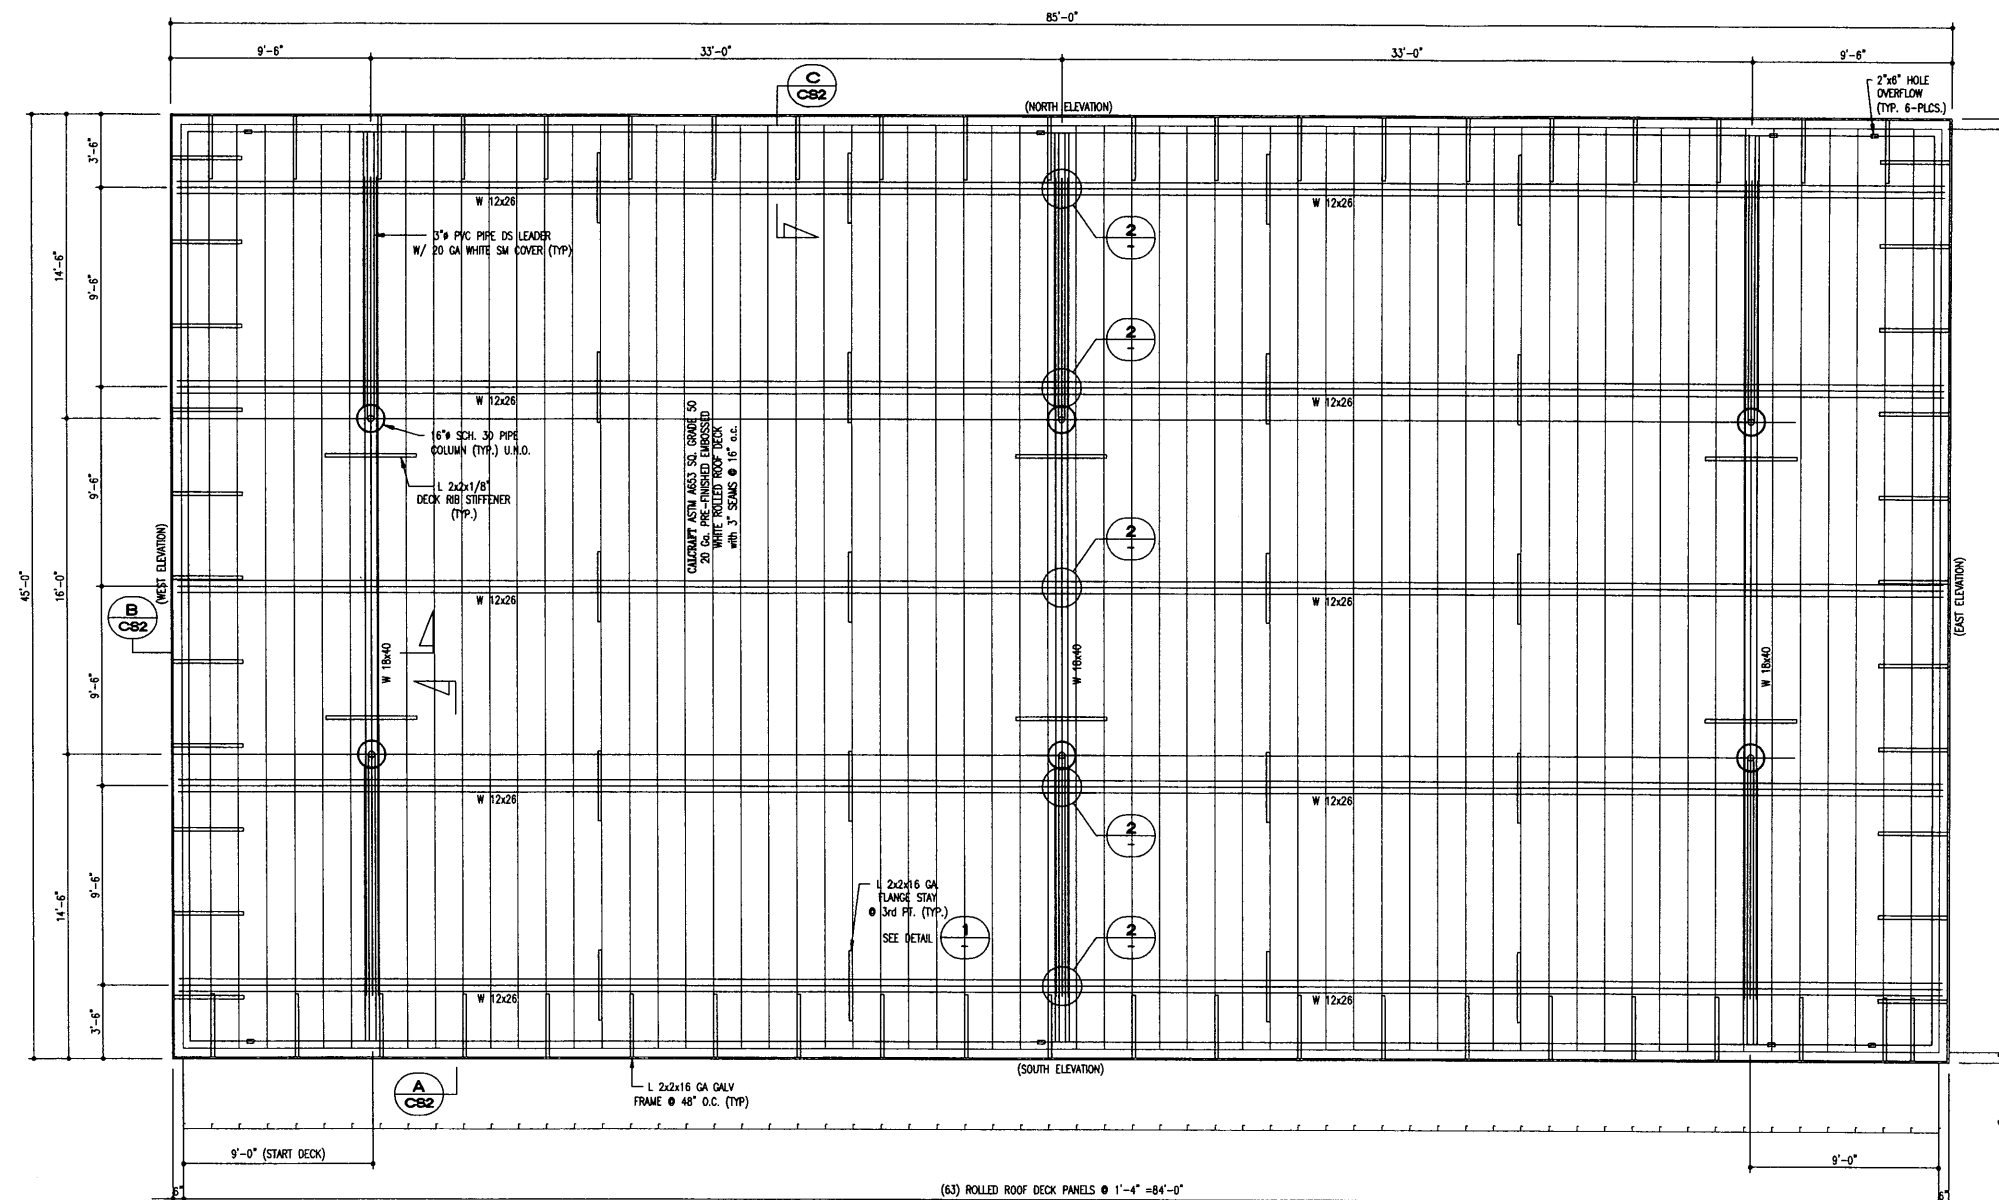 85'-0"
9'-6"
33'-0"
33'-0"
9'-6"
C
CS2
(NORTH ELEVATION)
2"x6" HOLE
OVERFLOW
(TYP. 6-PLCS.)
3'-6"
W 12x26
W 12x26
3"ø PVC PIPE DS LEADER
W/ 20 GA WHITE SM COVER (TYP)
2
-
14'-6"
9'-6"
2
-
W 12x26
W 12x26
16"ø SCH. 30 PIPE
COLUMN (TYP.) U.N.O.
L 2x2x1/8"
DECK RIB STIFFENER
(TYP.)
CALCRAFT ASTM A653 SQ. GRADE 50
20 Ga. PRE-FINISHED EMBOSSED
WHITE ROLLED ROOF DECK
with 3" SEAMS @ 16" o.c.
9'-6"
2
-
(WEST ELEVATION)
(EAST ELEVATION)
45'-0"
16'-0"
B
CS2
W 12x26
W 12x26
W 18x40
W 18x40
W 18x40
9'-6"
W 12x26
W 12x26
2
-
14'-6"
9'-6"
L 2x2x16 GA.
FLANGE STAY
@ 3rd PT. (TYP.)
SEE DETAIL
1
-
2
-
W 12x26
W 12x26
3'-6"
(SOUTH ELEVATION)
A
CS2
L 2x2x16 GA GALV
FRAME @ 48" O.C. (TYP)
9'-0" (START DECK)
9'-0"
6"
(63) ROLLED ROOF DECK PANELS @ 1'-4" =84'-0"
6"